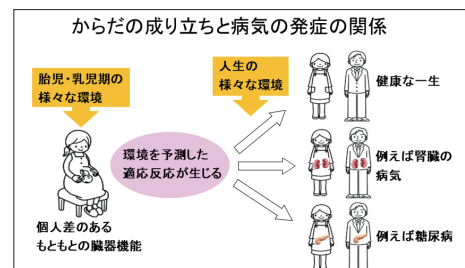 からだの成り立ちと病気の発症の関係
胎児・乳児期の
様々な環境
人生の
様々な環境
健康な一生
環境を予測した
適応反応が生じる
例えば腎臓の
病気
個人差のある
もともとの臓器機能
例えば糖尿病